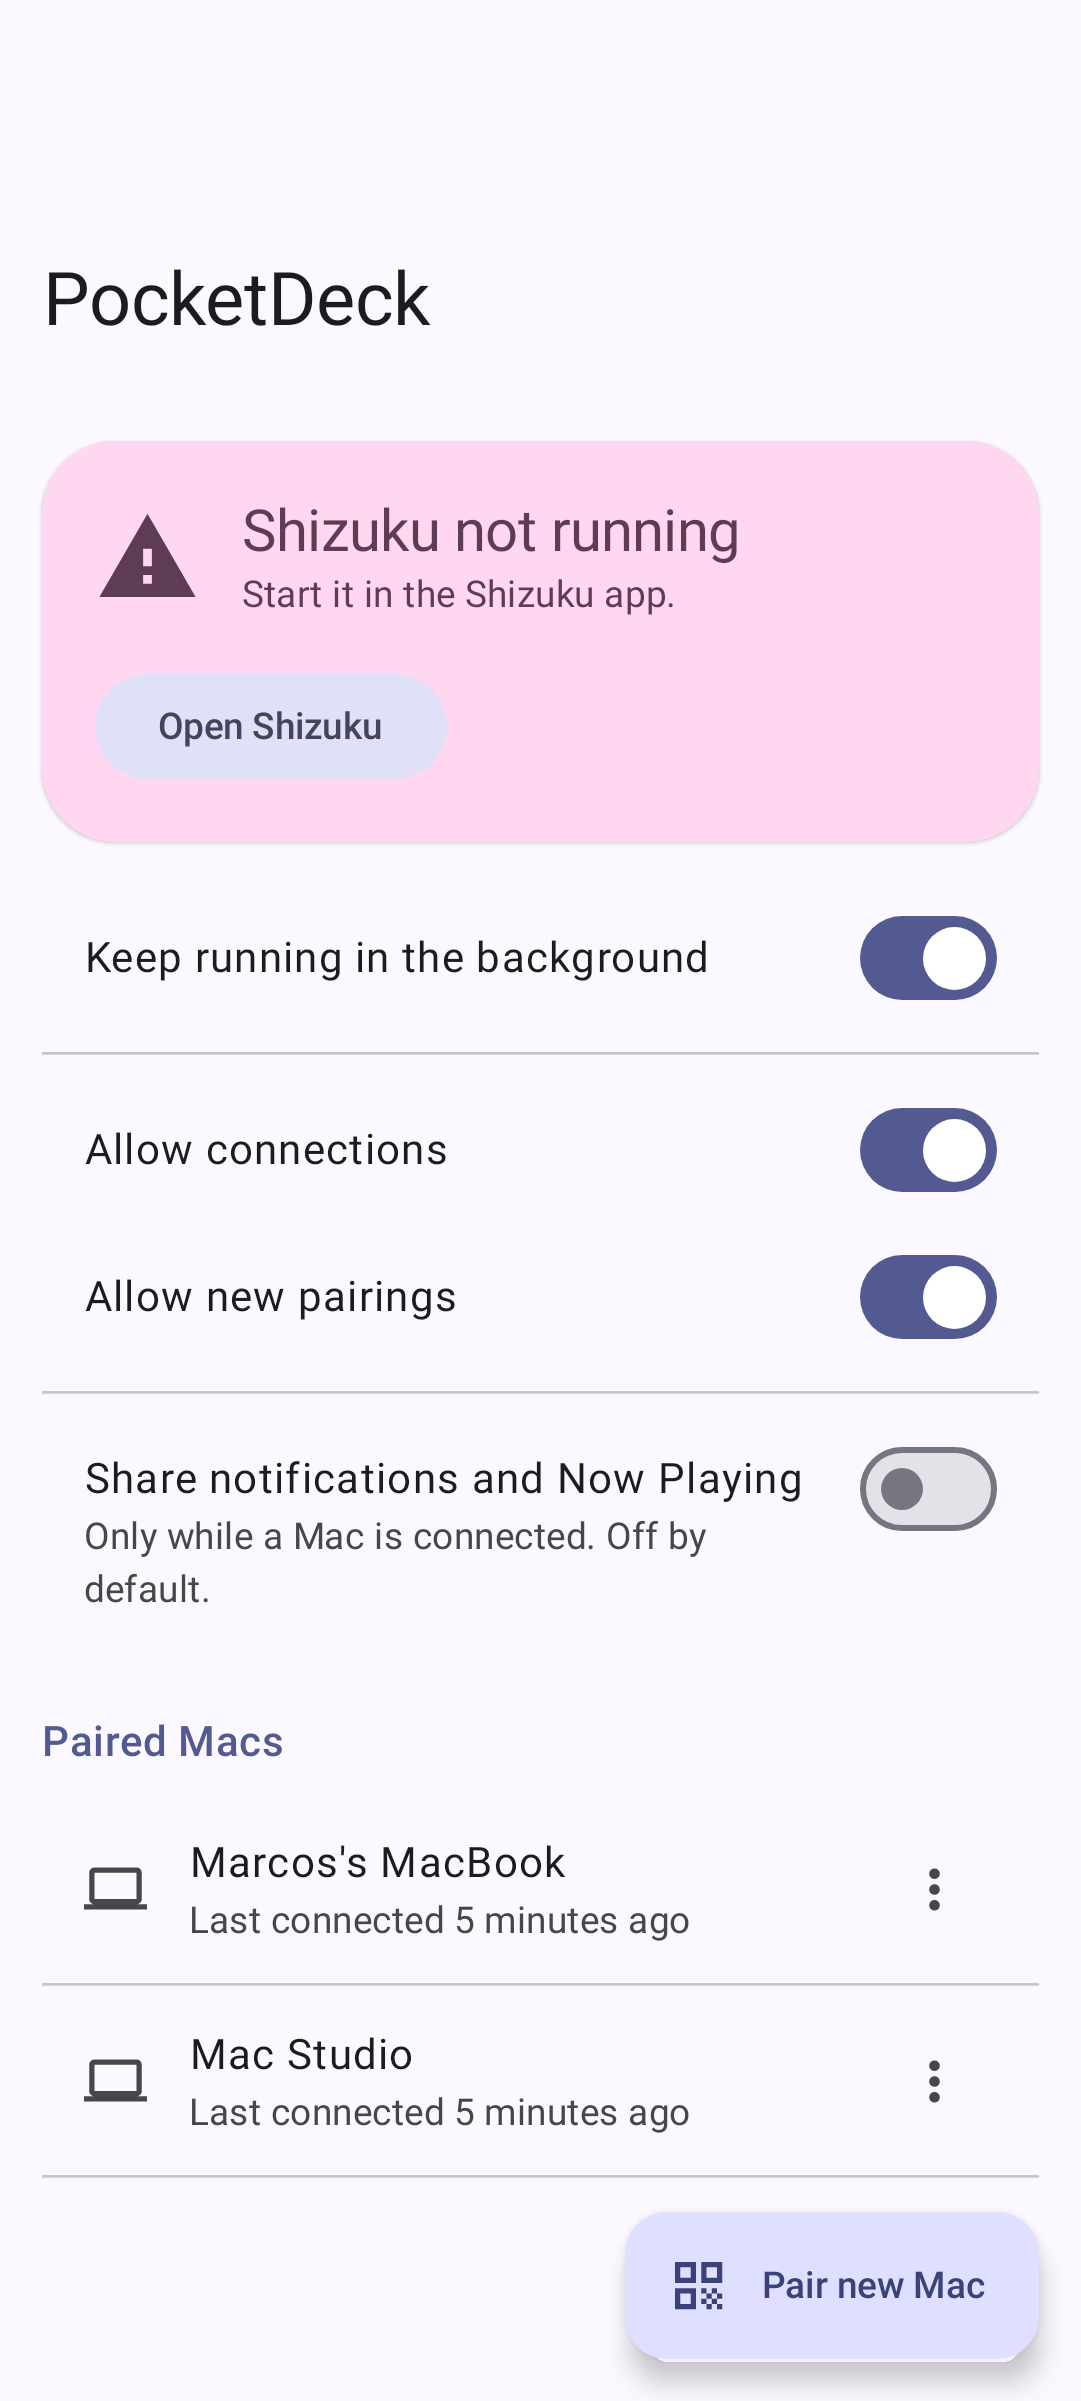 PocketDeck
Shizuku not running
Start it in the Shizuku app.
Open Shizuku
Keep running in the background
Allow connections
Allow new pairings
Share notifications and Now Playing
Only while a Mac is connected. Off by
default.
Paired Macs
Marcos's MacBook
Last connected 5 minutes ago
Mac Studio
Last connected 5 minutes ago
Pair new Mac